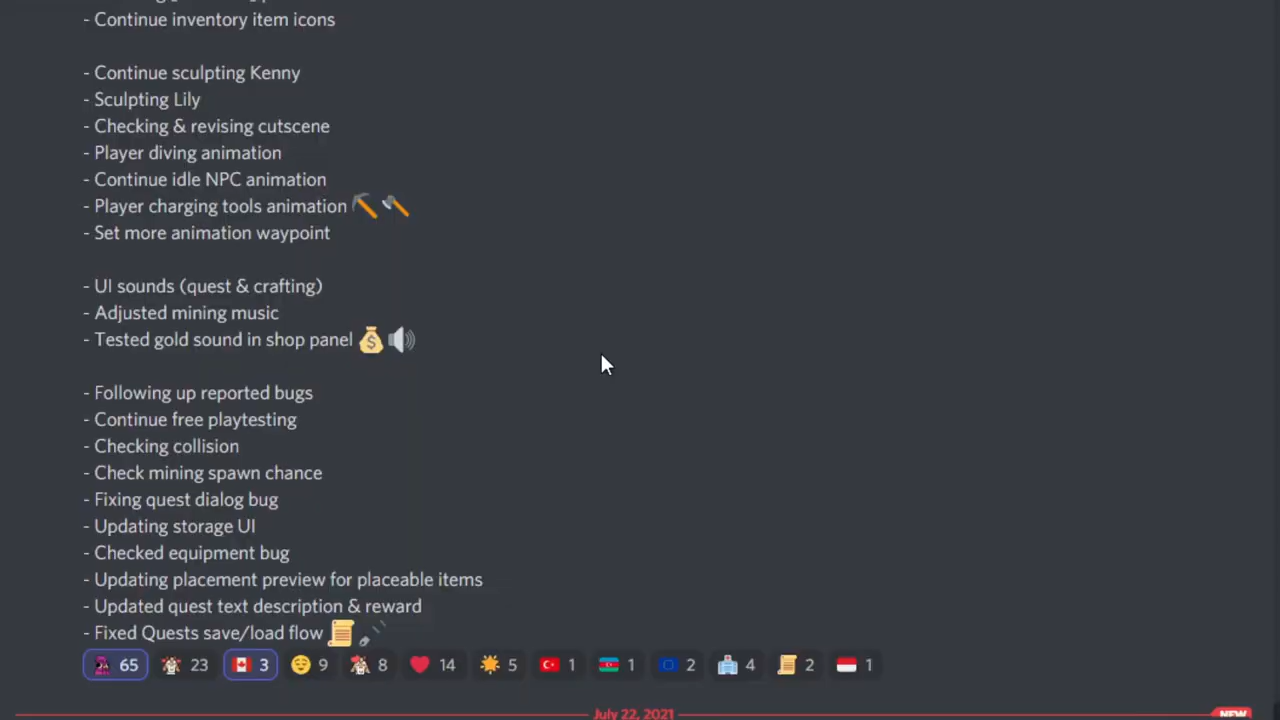 - Continue inventory item icons
- Continue sculpting Kenny
- Sculpting Lily
- Checking & revising cutscene
- Player diving animation
- Continue idle NPC animation
- Player charging tools animation
- Set more animation waypoint
- UI sounds (quest & crafting)
- Adjusted mining music
- Tested gold sound in shop panel
- Following up reported bugs
- Continue free playtesting
- Checking collision
- Check mining spawn chance
- Fixing quest dialog bug
- Updating storage UI
- Checked equipment bug
- Updating placement preview for placeable items
- Updated quest text description & reward
- Fixed Quests save/load flow
65 23 3 9 8 14 5 1 1 2 4 2 1
July 22, 2021 NEW